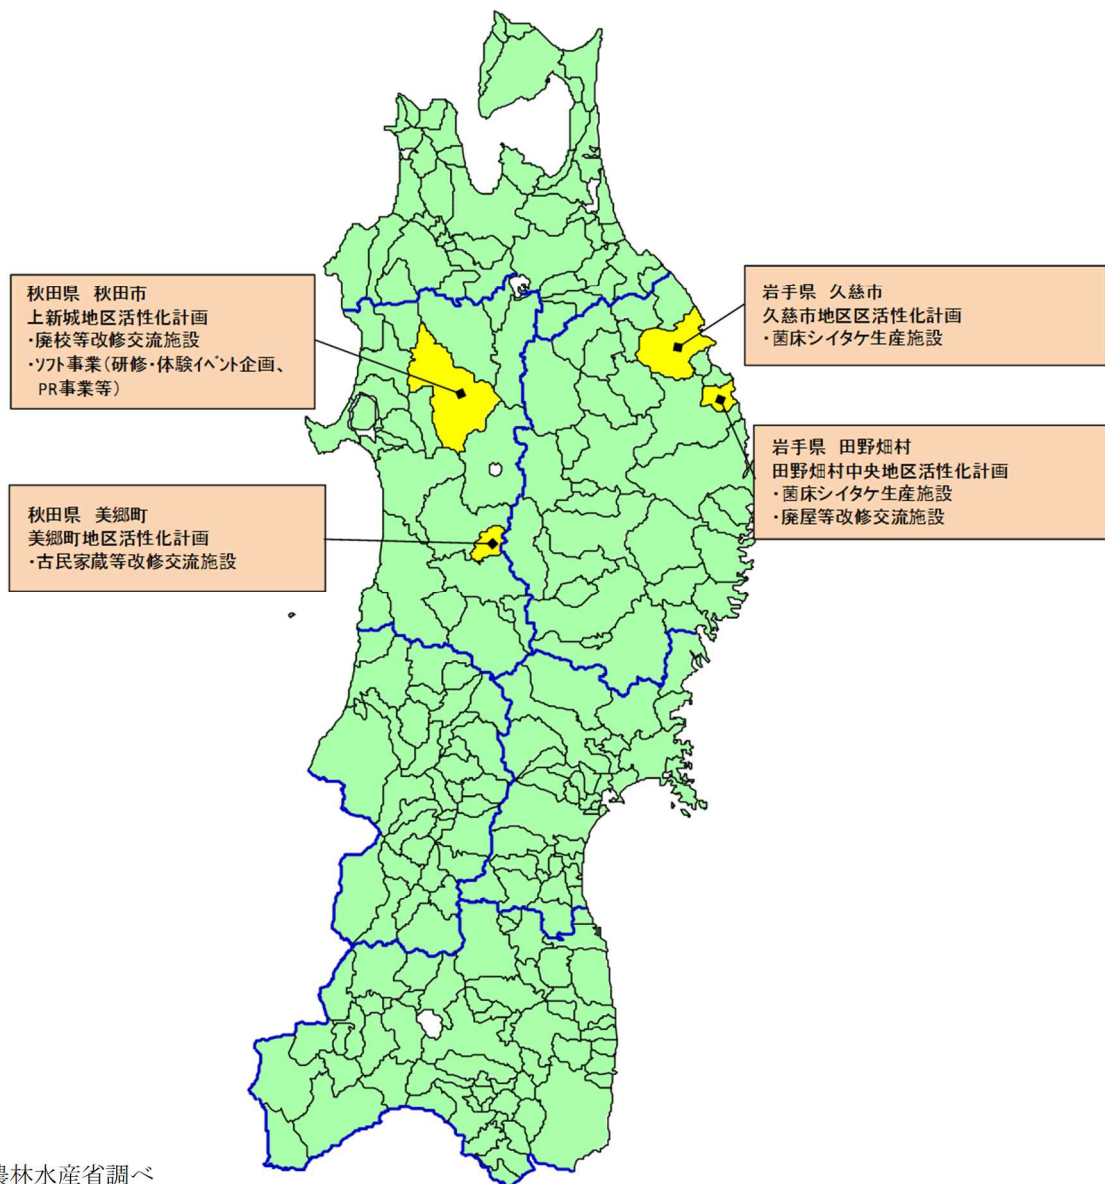 秋田県 秋田市
上新城地区活性化計画
・廃校等改修交流施設
・ソフト事業(研修・体験イベント企画、
PR事業等)
岩手県 久慈市
久慈市地区区活性化計画
・菌床シイタケ生産施設
岩手県 田野畑村
田野畑村中央地区活性化計画
・菌床シイタケ生産施設
・廃屋等改修交流施設
秋田県 美郷町
美郷町地区活性化計画
・古民家蔵等改修交流施設
農林水産省調べ